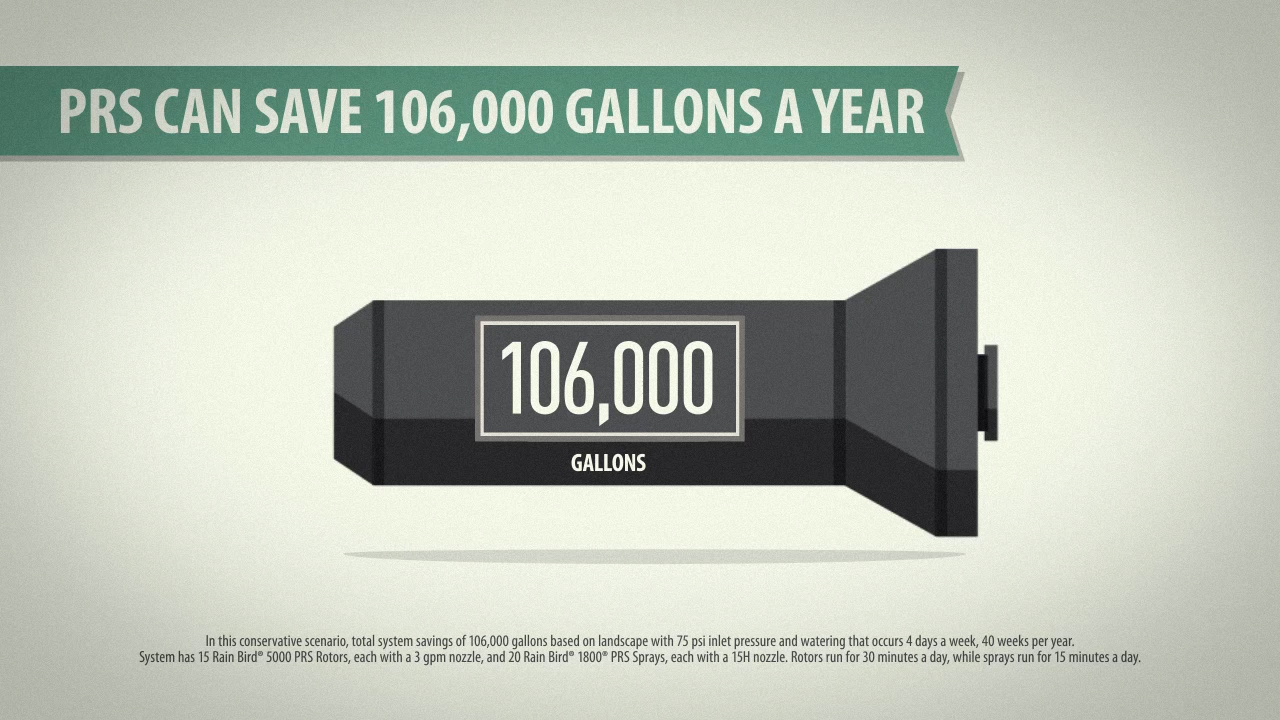 PRS CAN SAVE 106,000 GALLONS A YEAR
106,000
GALLONS
In this conservative scenario, total system savings of 106,000 gallons based on landscape with 75 psi inlet pressure and watering that occurs 4 days a week, 40 weeks per year.
System has 15 Rain Bird® 5000 PRS Rotors, each with a 3 gpm nozzle, and 20 Rain Bird® 1800® PRS Sprays, each with a 15H nozzle. Rotors run for 30 minutes a day, while sprays run for 15 minutes a day.